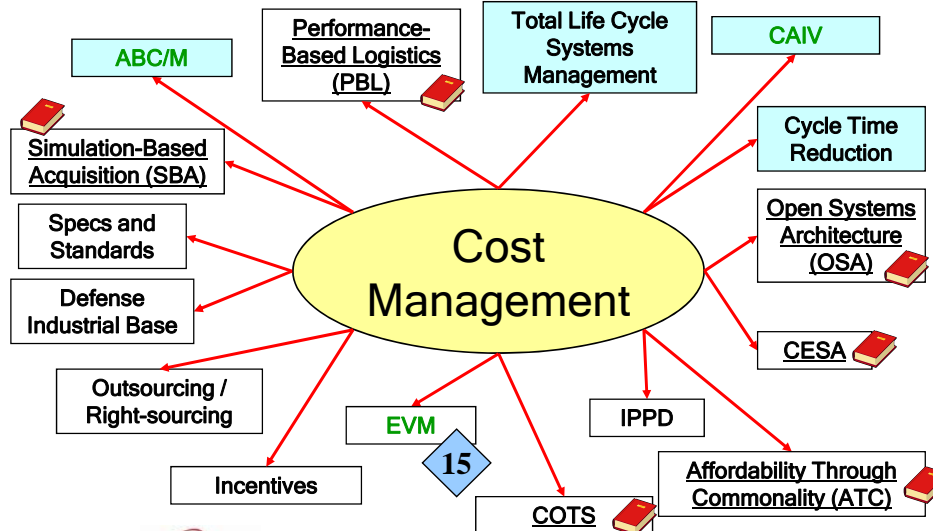 Performance-
Based Logistics
(PBL)
Total Life Cycle
Systems
Management
CAIV
ABC/M
Simulation-Based
Acquisition (SBA)
Cycle Time
Reduction
Specs and
Standards
Open Systems
Architecture
(OSA)
Cost
Management
Defense
Industrial Base
CESA
Outsourcing /
Right-sourcing
EVM
15
IPPD
Incentives
Affordability Through
Commonality (ATC)
COTS